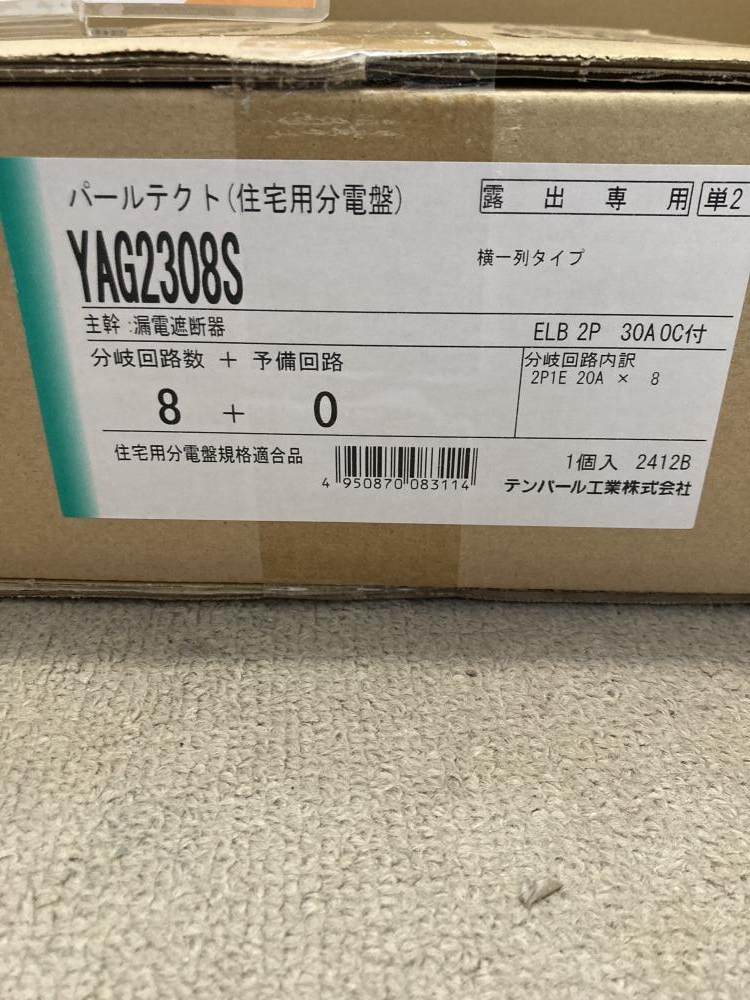 パールテクト(住宅用分電盤)
露出専用 単2
YAG2308S
横一列タイプ
主幹:漏電遮断器
ELB 2P 30A OC付
分岐回路数 + 予備回路
8 + 0
分岐回路内訳
2P1E 20A × 8
住宅用分電盤規格適合品
4 950870 083114
1個入 2412B
テンパール工業株式会社